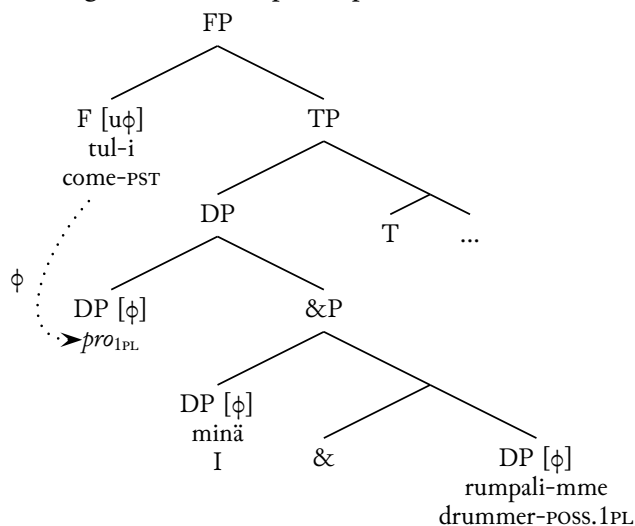 FP
F [uϕ] TP
tul-i
come-PST
DP T ...
ϕ
DP [ϕ] &P
pro1PL
DP [ϕ]
minä
I & DP [ϕ]
rumpali-mme
drummer-POSS.1PL